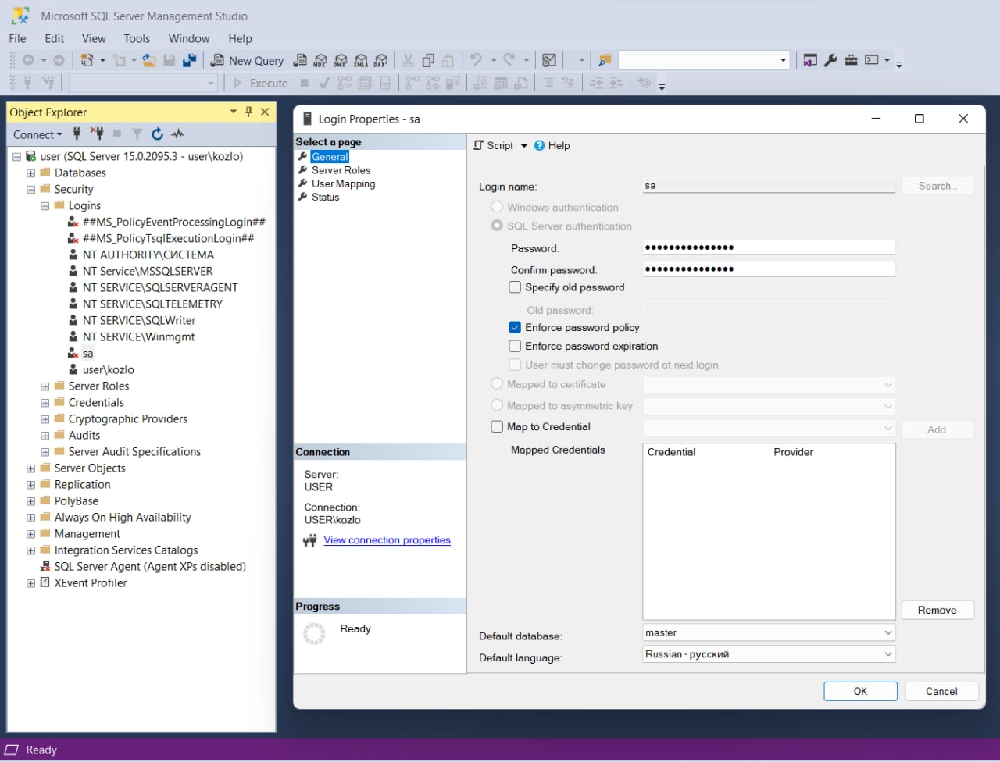 Microsoft SQL Server Management Studio
File Edit View Tools Window Help
New Query MDX DMX XMLA DAX
Execute
Object Explorer
Connect
user (SQL Server 15.0.2095.3 - user\kozlo)
Databases
Security
Logins
##MS_PolicyEventProcessingLogin##
##MS_PolicyTsqlExecutionLogin##
NT AUTHORITY\СИСТЕМА
NT Service\MSSQLSERVER
NT SERVICE\SQLSERVERAGENT
NT SERVICE\SQLTELEMETRY
NT SERVICE\SQLWriter
NT SERVICE\Winmgmt
sa
user\kozlo
Server Roles
Credentials
Cryptographic Providers
Audits
Server Audit Specifications
Server Objects
Replication
PolyBase
Always On High Availability
Management
Integration Services Catalogs
SQL Server Agent (Agent XPs disabled)
XEvent Profiler
Login Properties - sa
Select a page
General
Server Roles
User Mapping
Status
Connection
Server:
USER
Connection:
USER\kozlo
View connection properties
Progress
Ready
Script Help
Login name: sa Search...
Windows authentication
SQL Server authentication
Password: ●●●●●●●●●●●●●●●
Confirm password: ●●●●●●●●●●●●●●●
Specify old password
Old password:
Enforce password policy
Enforce password expiration
User must change password at next login
Mapped to certificate
Mapped to asymmetric key
Map to Credential Add
Mapped Credentials Credential Provider
Remove
Default database: master
Default language: Russian - русский
OK Cancel
Ready